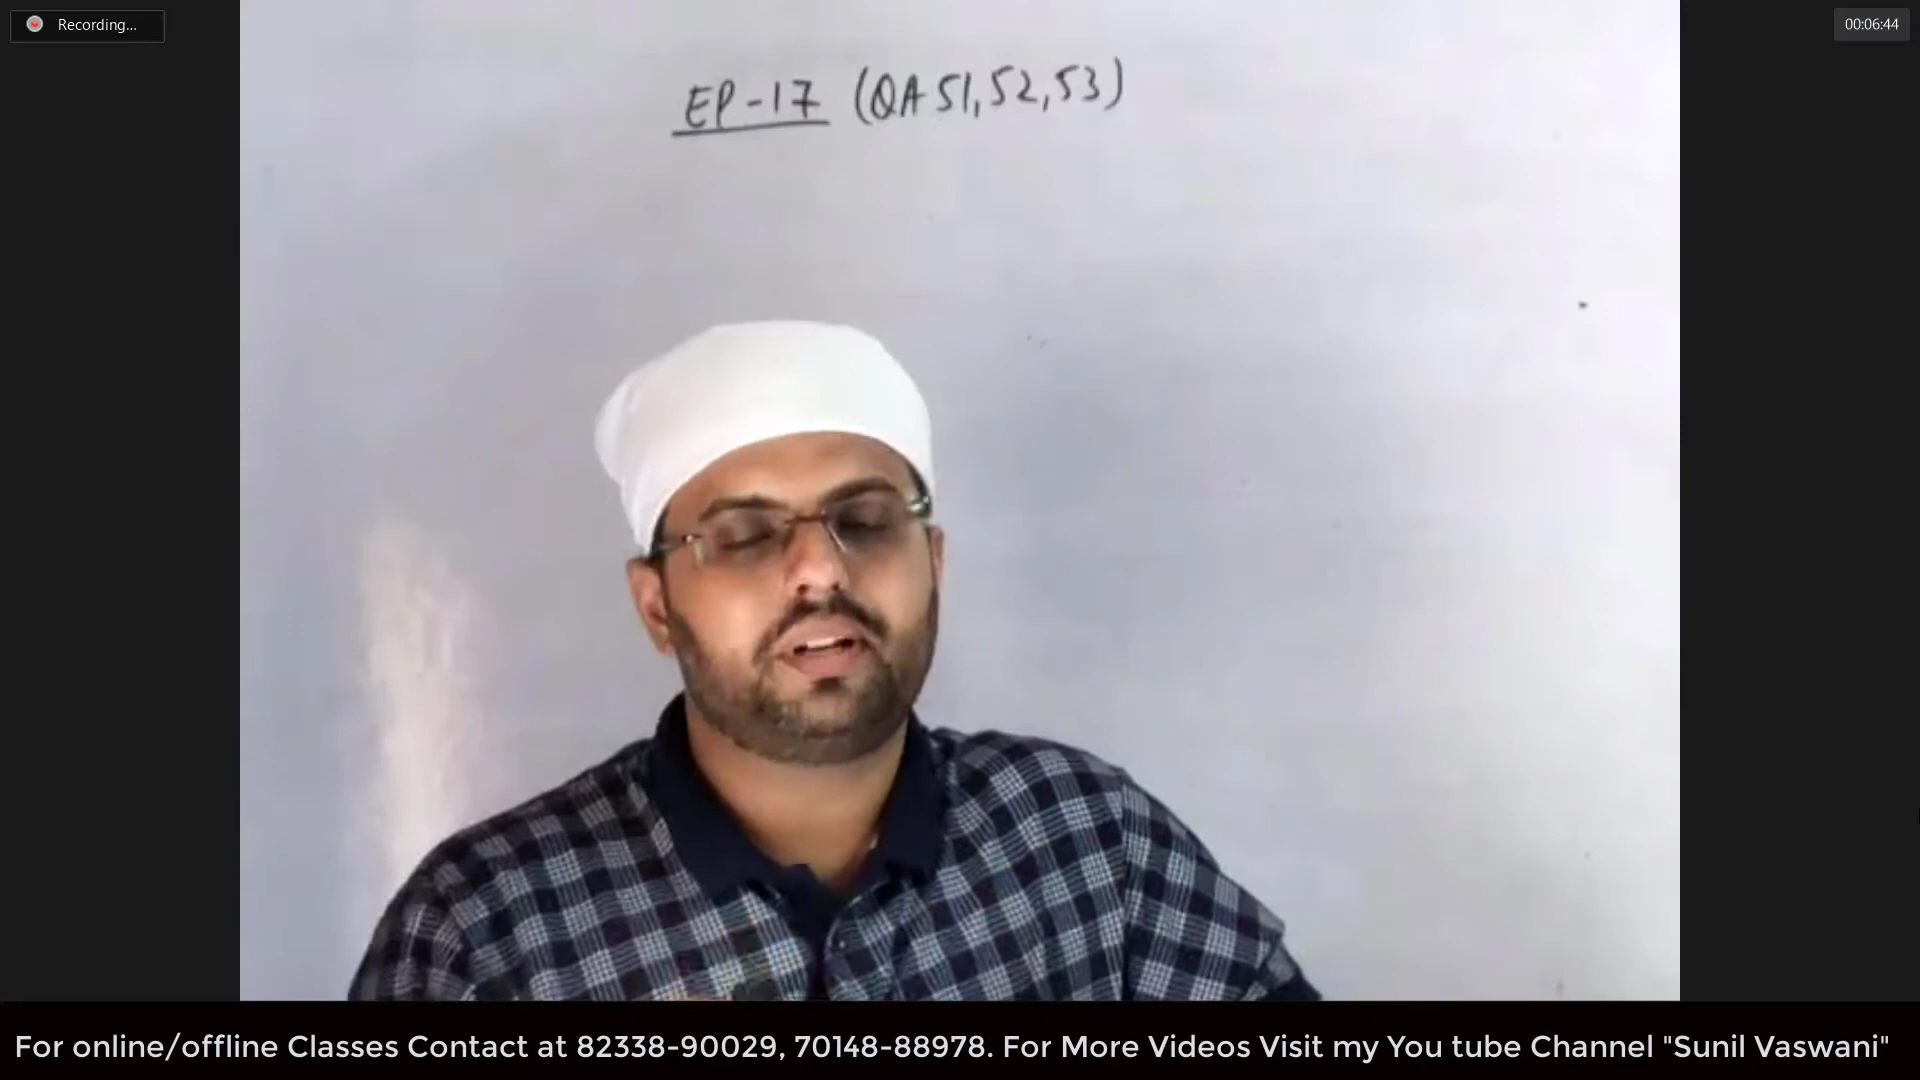 Recording...
00:06:44
EP-17 (QA 51, 52, 53)
For online/offline Classes Contact at 82338-90029, 70148-88978. For More Videos Visit my You tube Channel "Sunil Vaswani"